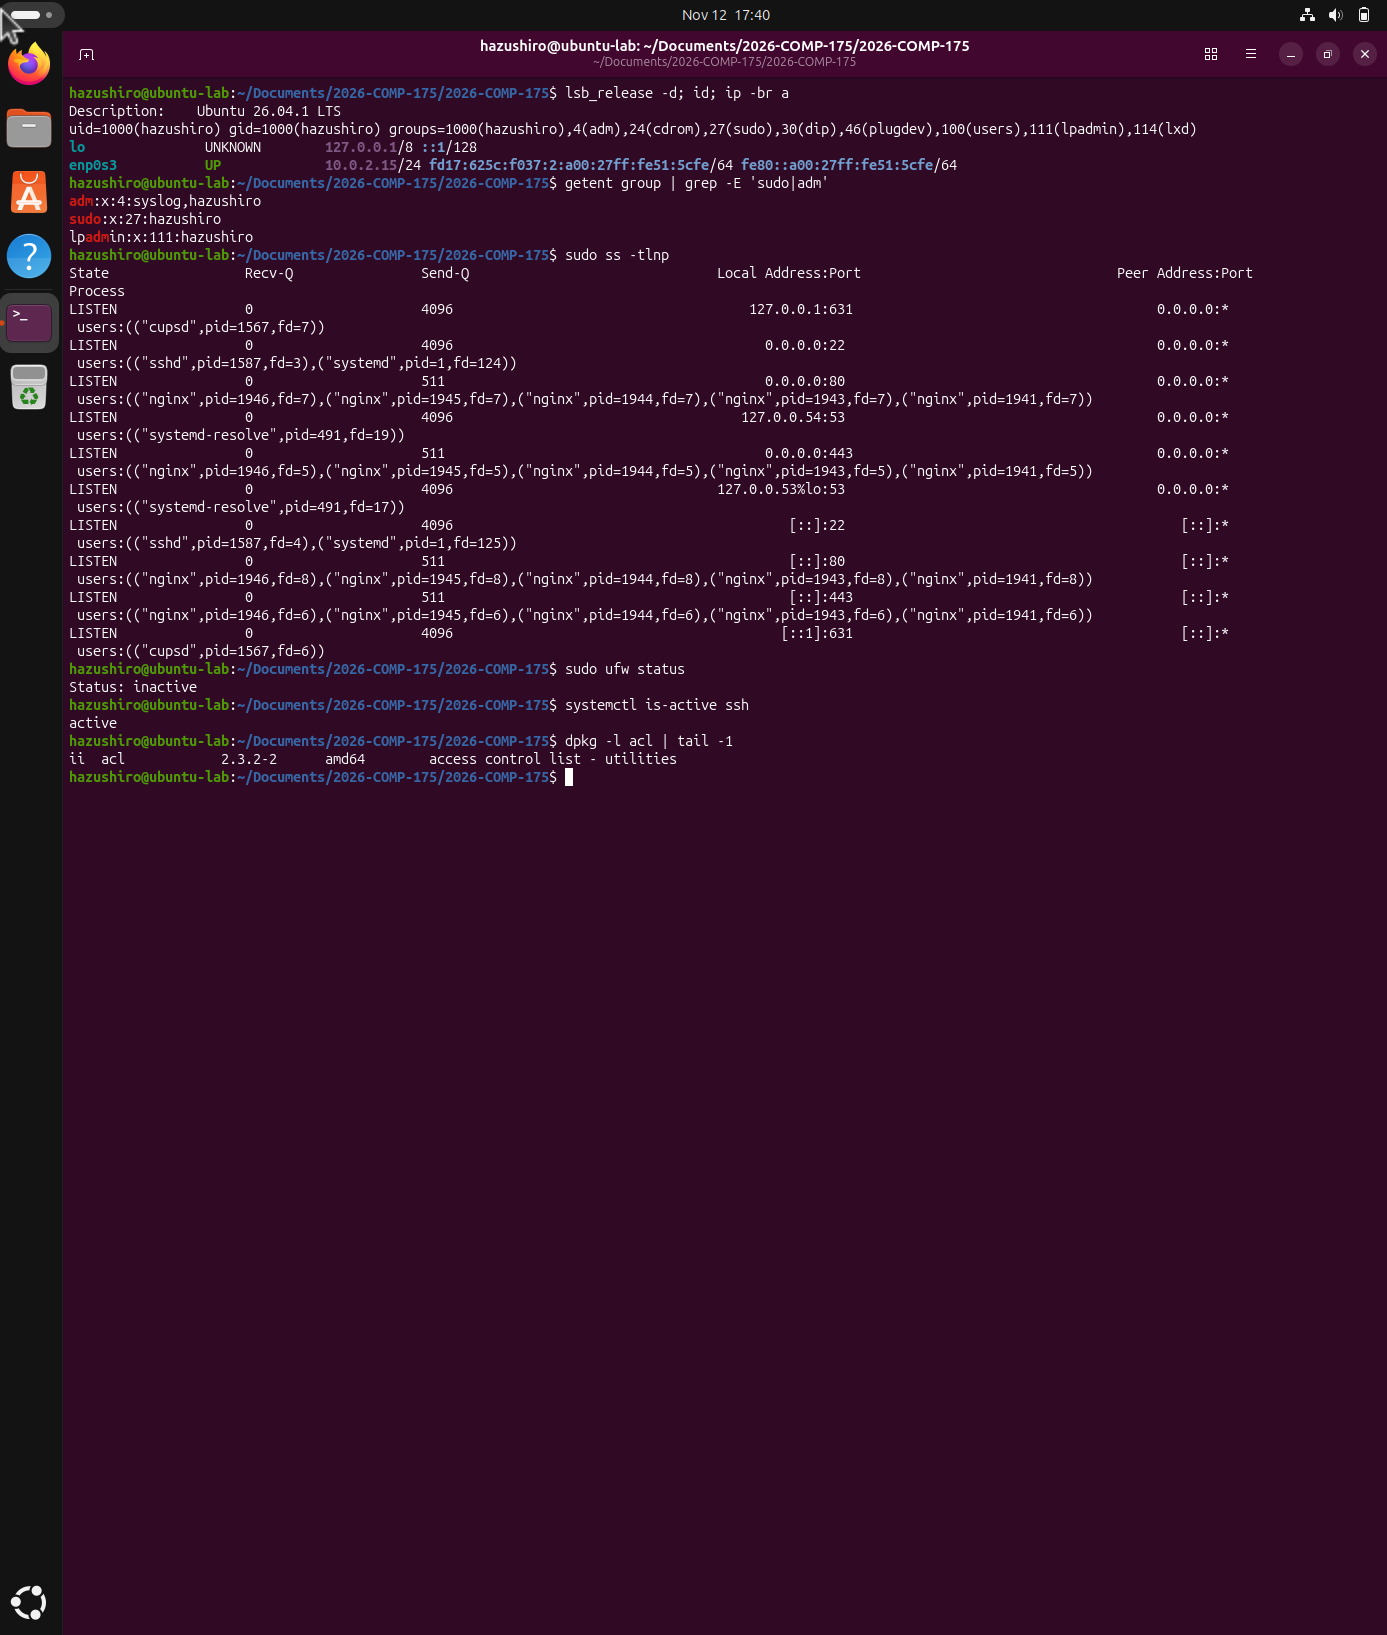 Nov 12 17:40
hazushiro@ubuntu-lab: ~/Documents/2026-COMP-175/2026-COMP-175
~/Documents/2026-COMP-175/2026-COMP-175
hazushiro@ubuntu-lab:~/Documents/2026-COMP-175/2026-COMP-175$ lsb_release -d; id; ip -br a
Description:    Ubuntu 26.04.1 LTS
uid=1000(hazushiro) gid=1000(hazushiro) groups=1000(hazushiro),4(adm),24(cdrom),27(sudo),30(dip),46(plugdev),100(users),111(lpadmin),114(lxd)
lo               UNKNOWN        127.0.0.1/8 ::1/128
enp0s3           UP             10.0.2.15/24 fd17:625c:f037:2:a00:27ff:fe51:5cfe/64 fe80::a00:27ff:fe51:5cfe/64
hazushiro@ubuntu-lab:~/Documents/2026-COMP-175/2026-COMP-175$ getent group | grep -E 'sudo|adm'
adm:x:4:syslog,hazushiro
sudo:x:27:hazushiro
lpadmin:x:111:hazushiro
hazushiro@ubuntu-lab:~/Documents/2026-COMP-175/2026-COMP-175$ sudo ss -tlnp
State                 Recv-Q                Send-Q                               Local Address:Port                                Peer Address:Port
Process
LISTEN                0                     4096                                     127.0.0.1:631                                      0.0.0.0:*
 users:(("cupsd",pid=1567,fd=7))
LISTEN                0                     4096                                       0.0.0.0:22                                       0.0.0.0:*
 users:(("sshd",pid=1587,fd=3),("systemd",pid=1,fd=124))
LISTEN                0                     511                                        0.0.0.0:80                                       0.0.0.0:*
 users:(("nginx",pid=1946,fd=7),("nginx",pid=1945,fd=7),("nginx",pid=1944,fd=7),("nginx",pid=1943,fd=7),("nginx",pid=1941,fd=7))
LISTEN                0                     4096                                    127.0.0.54:53                                       0.0.0.0:*
 users:(("systemd-resolve",pid=491,fd=19))
LISTEN                0                     511                                        0.0.0.0:443                                      0.0.0.0:*
 users:(("nginx",pid=1946,fd=5),("nginx",pid=1945,fd=5),("nginx",pid=1944,fd=5),("nginx",pid=1943,fd=5),("nginx",pid=1941,fd=5))
LISTEN                0                     4096                                 127.0.0.53%lo:53                                       0.0.0.0:*
 users:(("systemd-resolve",pid=491,fd=17))
LISTEN                0                     4096                                          [::]:22                                          [::]:*
 users:(("sshd",pid=1587,fd=4),("systemd",pid=1,fd=125))
LISTEN                0                     511                                           [::]:80                                          [::]:*
 users:(("nginx",pid=1946,fd=8),("nginx",pid=1945,fd=8),("nginx",pid=1944,fd=8),("nginx",pid=1943,fd=8),("nginx",pid=1941,fd=8))
LISTEN                0                     511                                           [::]:443                                         [::]:*
 users:(("nginx",pid=1946,fd=6),("nginx",pid=1945,fd=6),("nginx",pid=1944,fd=6),("nginx",pid=1943,fd=6),("nginx",pid=1941,fd=6))
LISTEN                0                     4096                                         [::1]:631                                         [::]:*
 users:(("cupsd",pid=1567,fd=6))
hazushiro@ubuntu-lab:~/Documents/2026-COMP-175/2026-COMP-175$ sudo ufw status
Status: inactive
hazushiro@ubuntu-lab:~/Documents/2026-COMP-175/2026-COMP-175$ systemctl is-active ssh
active
hazushiro@ubuntu-lab:~/Documents/2026-COMP-175/2026-COMP-175$ dpkg -l acl | tail -1
ii  acl            2.3.2-2      amd64        access control list - utilities
hazushiro@ubuntu-lab:~/Documents/2026-COMP-175/2026-COMP-175$